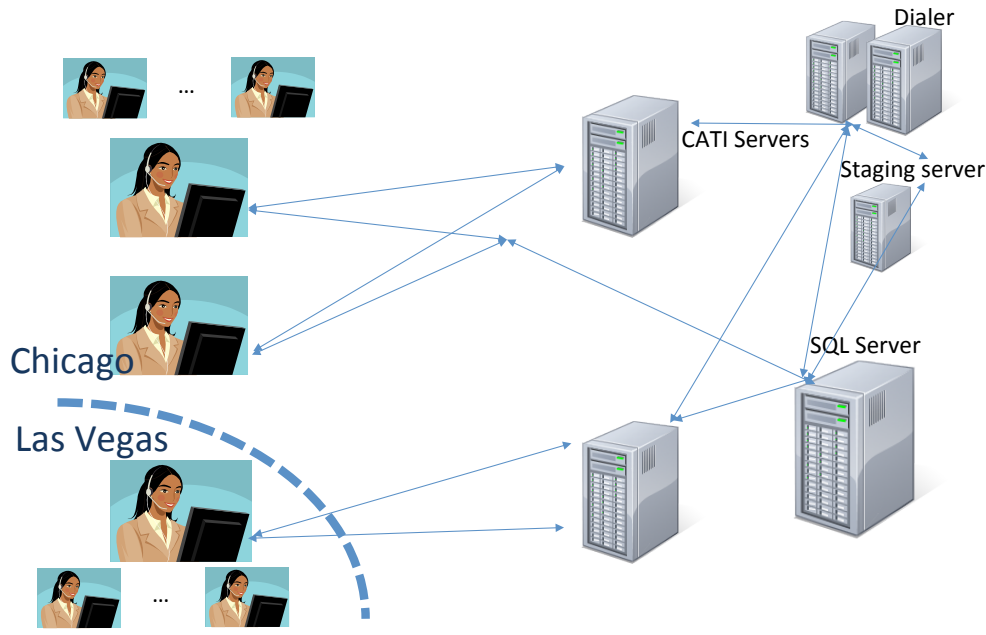 Dialer
...
CATI Servers
Staging server
SQL Server
Chicago
Las Vegas
...